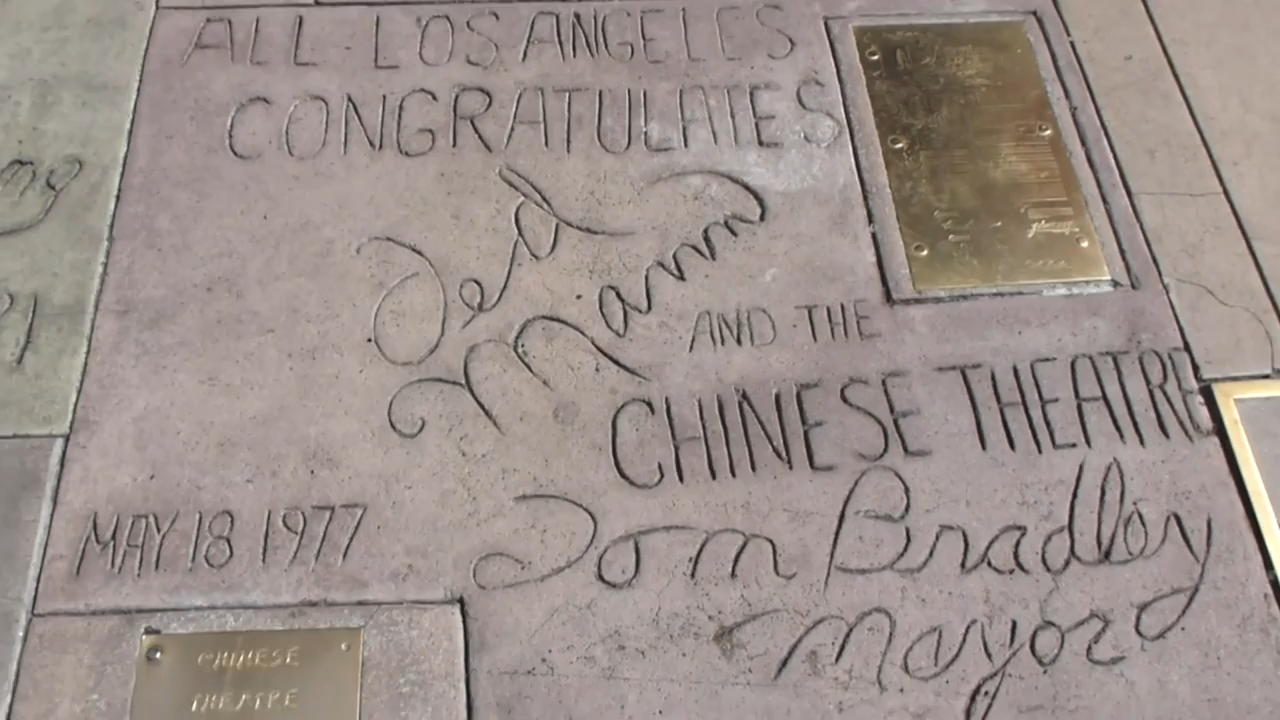 ALL LOS ANGELES
CONGRATULATES
Ted
Mann
AND THE
CHINESE THEATRE
MAY 18 1977
Tom Bradley
Mayor
CHINESE
THEATRE